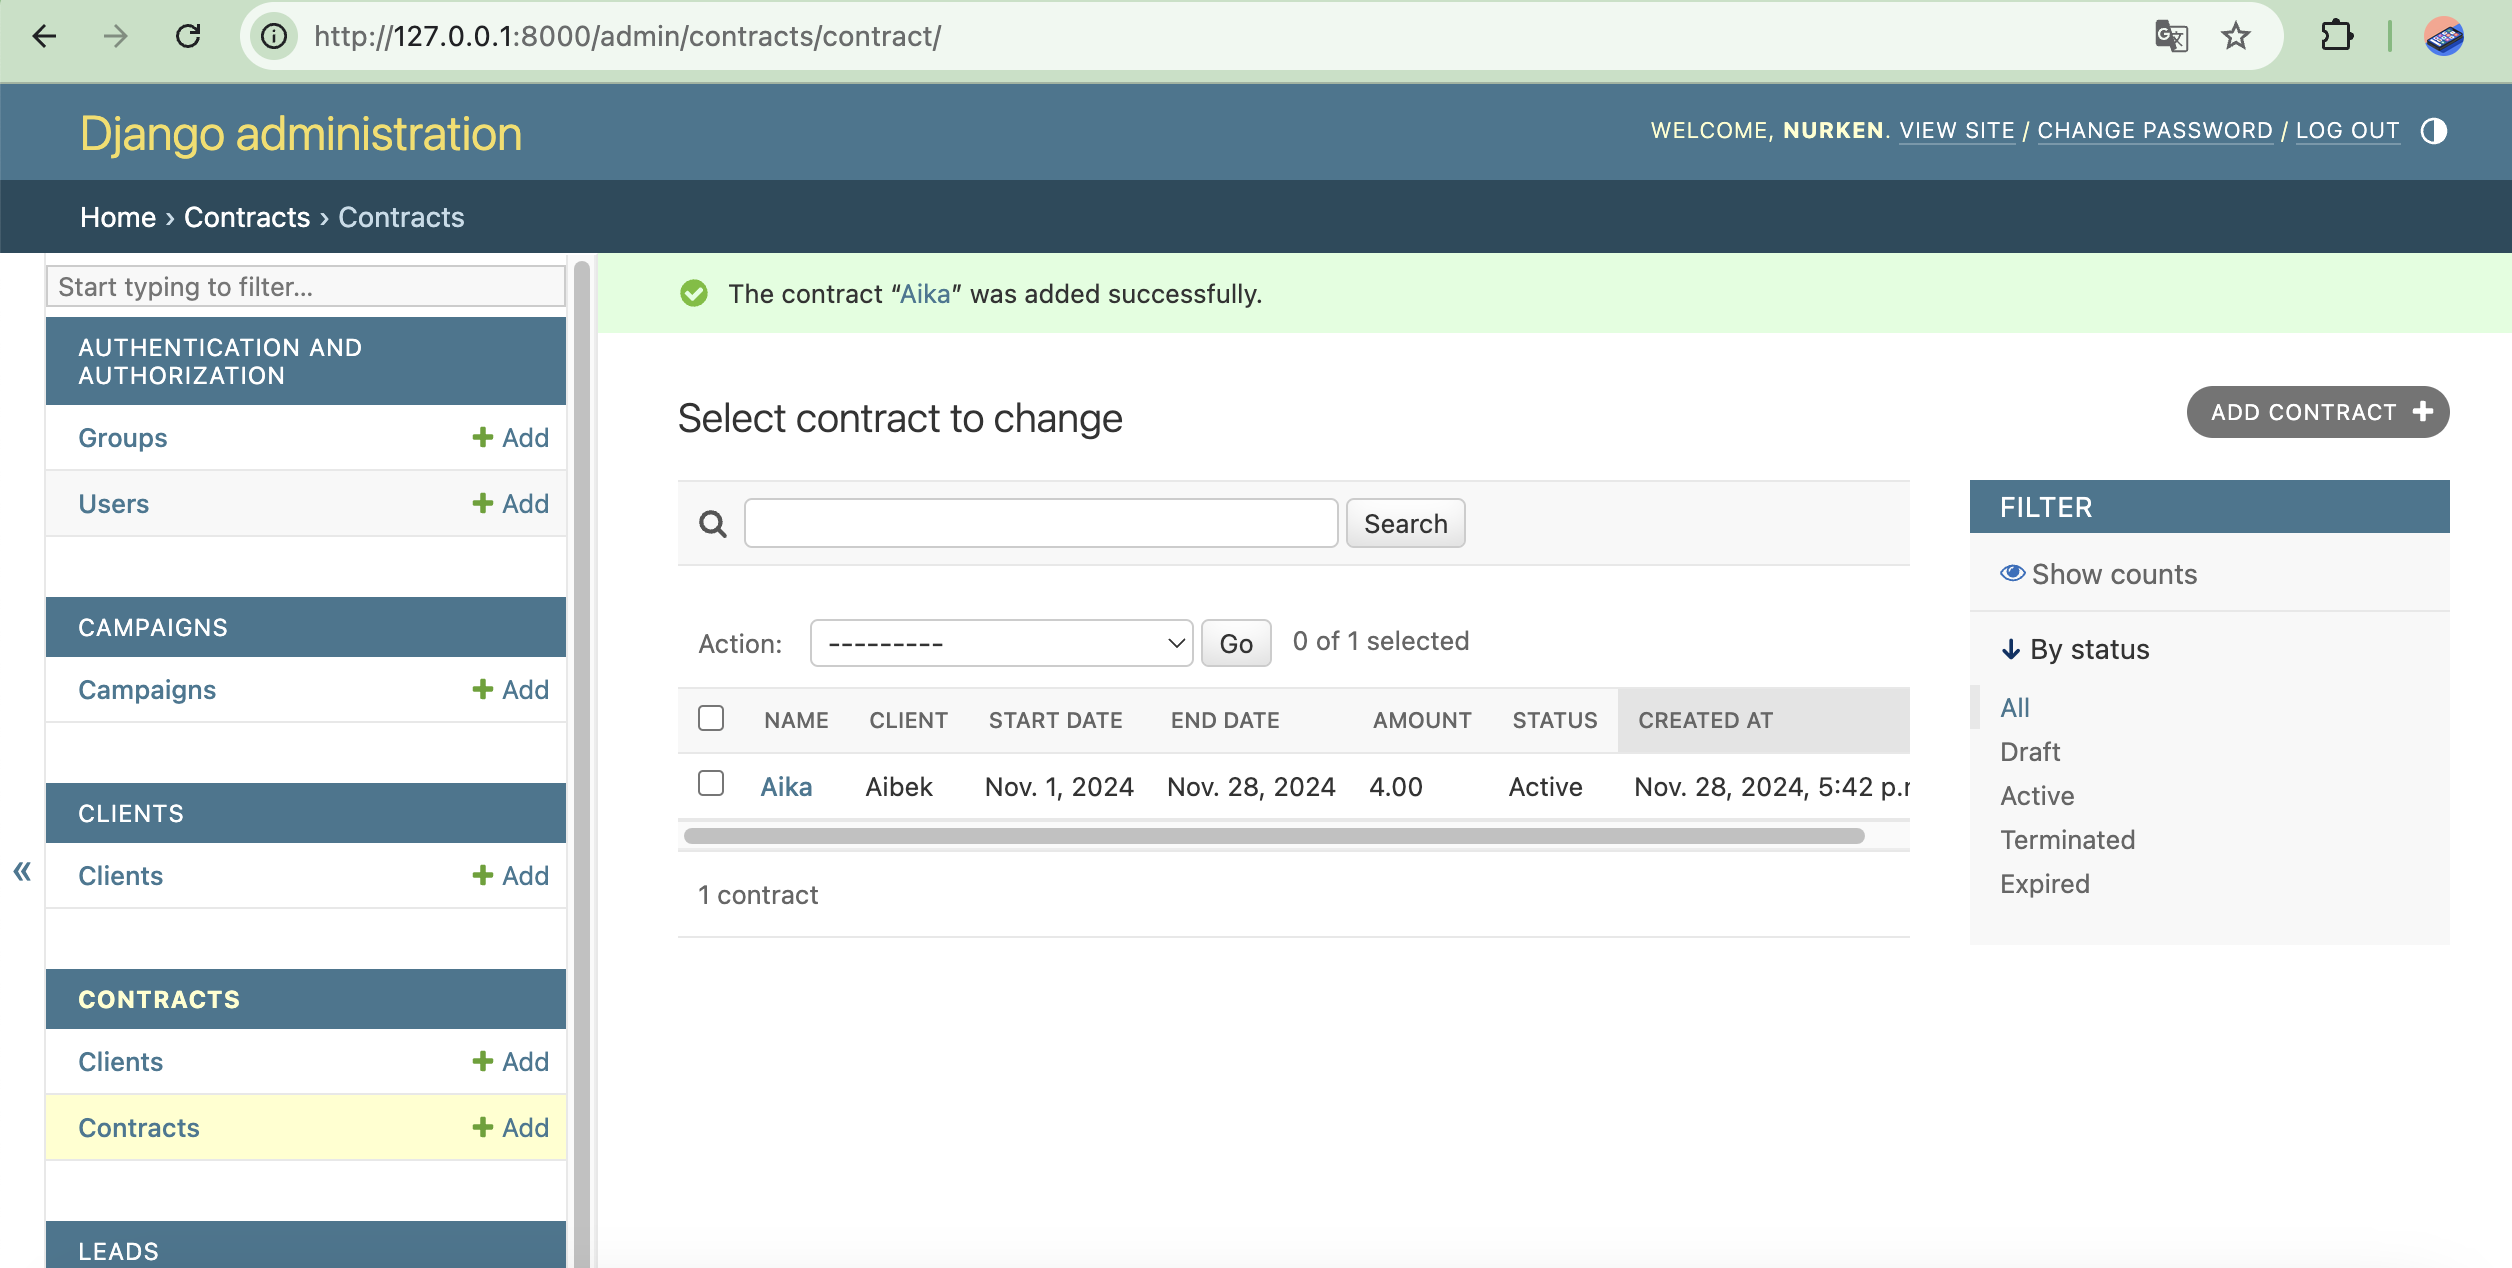 http://127.0.0.1:8000/admin/contracts/contract/
Django administration
WELCOME, NURKEN. VIEW SITE / CHANGE PASSWORD / LOG OUT
Home › Contracts › Contracts
Start typing to filter...
AUTHENTICATION AND
AUTHORIZATION
Groups + Add
Users + Add
CAMPAIGNS
Campaigns + Add
CLIENTS
Clients + Add
«
CONTRACTS
Clients + Add
Contracts + Add
LEADS
The contract “Aika” was added successfully.
Select contract to change
ADD CONTRACT +
Search
Action: --------- Go 0 of 1 selected
NAME CLIENT START DATE END DATE AMOUNT STATUS CREATED AT
Aika Aibek Nov. 1, 2024 Nov. 28, 2024 4.00 Active Nov. 28, 2024, 5:42 p.
1 contract
FILTER
Show counts
↓ By status
All
Draft
Active
Terminated
Expired